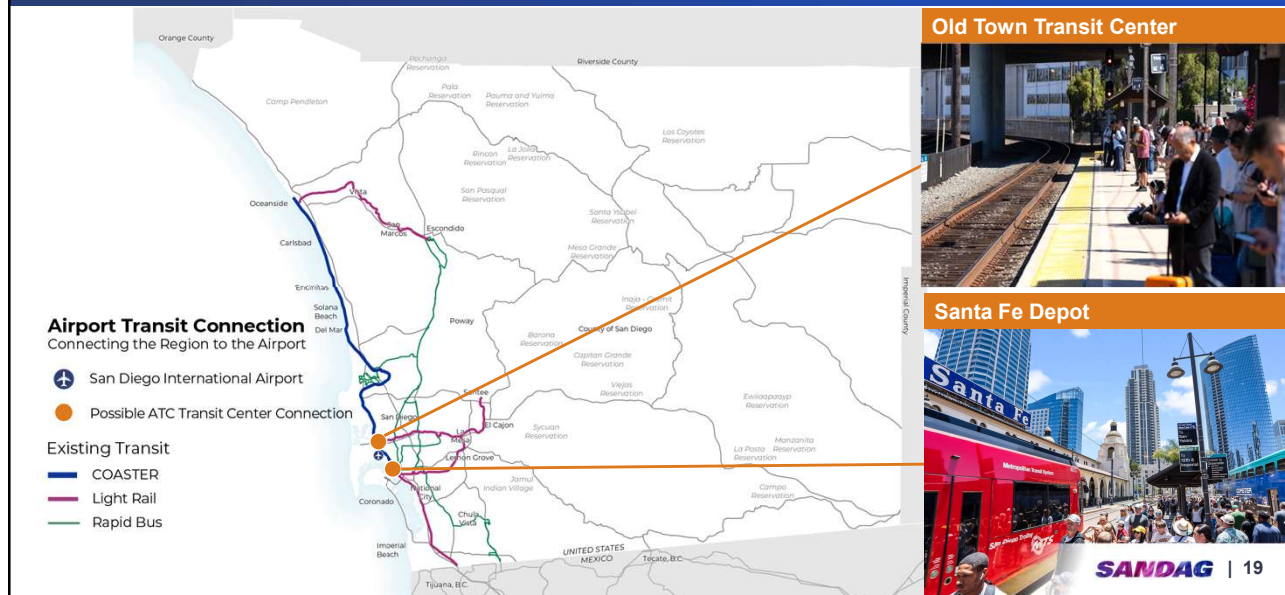 Orange County
Riverside County
Pechanga
Reservation
Pala
Reservation
Pauma and Yuima
Reservation
Camp Pendleton
Los Coyotes
Reservation
La Jolla
Reservation
Rincon
Reservation
San Pasqual
Reservation
Oceanside
Vista
San
Marcos
Escondido
Santa Ysabel
Reservation
Carlsbad
Mesa Grande
Reservation
Encinitas
Imperial County
Solana
Beach
Del Mar
Inaja - Cosmit
Reservation
Poway
County of San Diego
Barona
Reservation
Capitan Grande
Reservation
Viejas
Reservation
Santee
San Diego
El Cajon
La
Mesa
Sycuan
Reservation
Ewiiaapaayp
Reservation
Lemon Grove
La Posta
Reservation
Manzanita
Reservation
Coronado
National
City
Jamul
Indian Village
Campo
Reservation
Chula
Vista
Imperial
Beach
UNITED STATES
MEXICO
Tecate, B.C.
Tijuana, B.C.
Airport Transit Connection
Connecting the Region to the Airport
San Diego International Airport
Possible ATC Transit Center Connection
Existing Transit
COASTER
Light Rail
Rapid Bus
Old Town Transit Center
Santa Fe Depot
Santa Fe
Metropolitan Transit System
San Diego Trolley
MTS
COASTER
SANDAG | 19